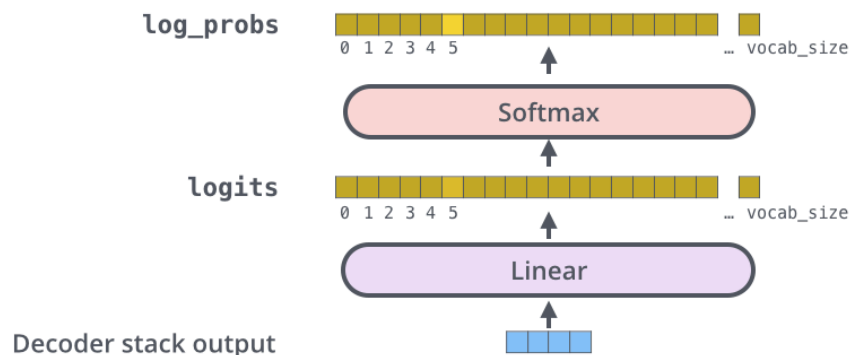 log_probs
0 1 2 3 4 5 … vocab_size
Softmax
logits
0 1 2 3 4 5 … vocab_size
Linear
Decoder stack output